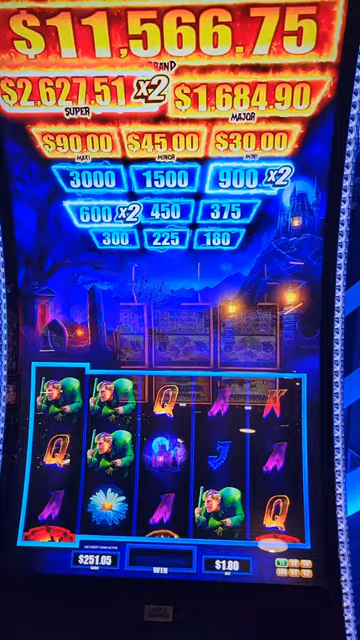 $11,566.75
GRAND
$2,627.51 x2 $1,684.90
SUPER MAJOR
$90.00 $45.00 $30.00
MAXI MINOR MINI
3000 1500 900 x2
600 x2 450 375
300 225 180
Q A K
Q J A
A A Q
$251.05 WIN $1.80
CASH BET